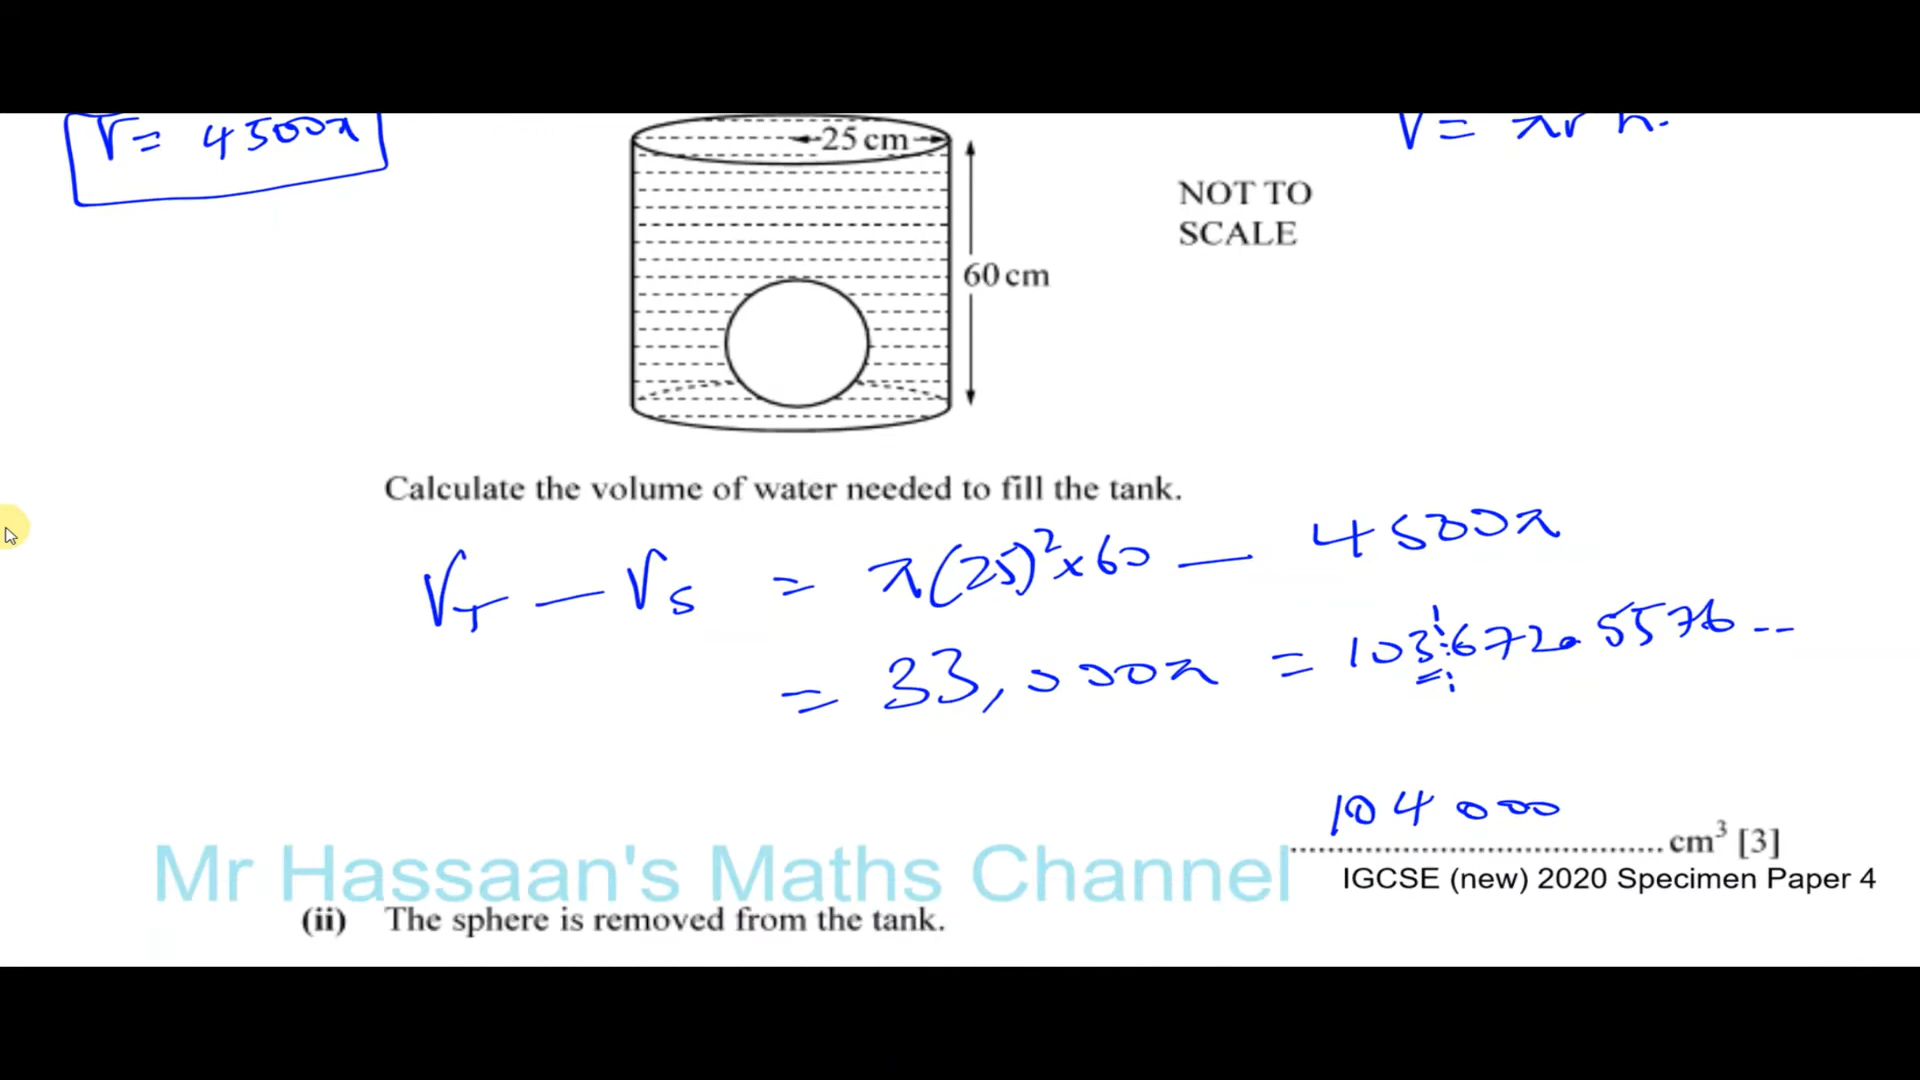 V = 4500π
V = πr h.
25 cm
NOT TO
SCALE
60 cm
Calculate the volume of water needed to fill the tank.
V_T − V_S = π(25)²×60 − 4500π
= 33,000π = 103672.5576--
104 000
........................................ cm³ [3]
Mr Hassaan's Maths Channel
IGCSE (new) 2020 Specimen Paper 4
(ii) The sphere is removed from the tank.